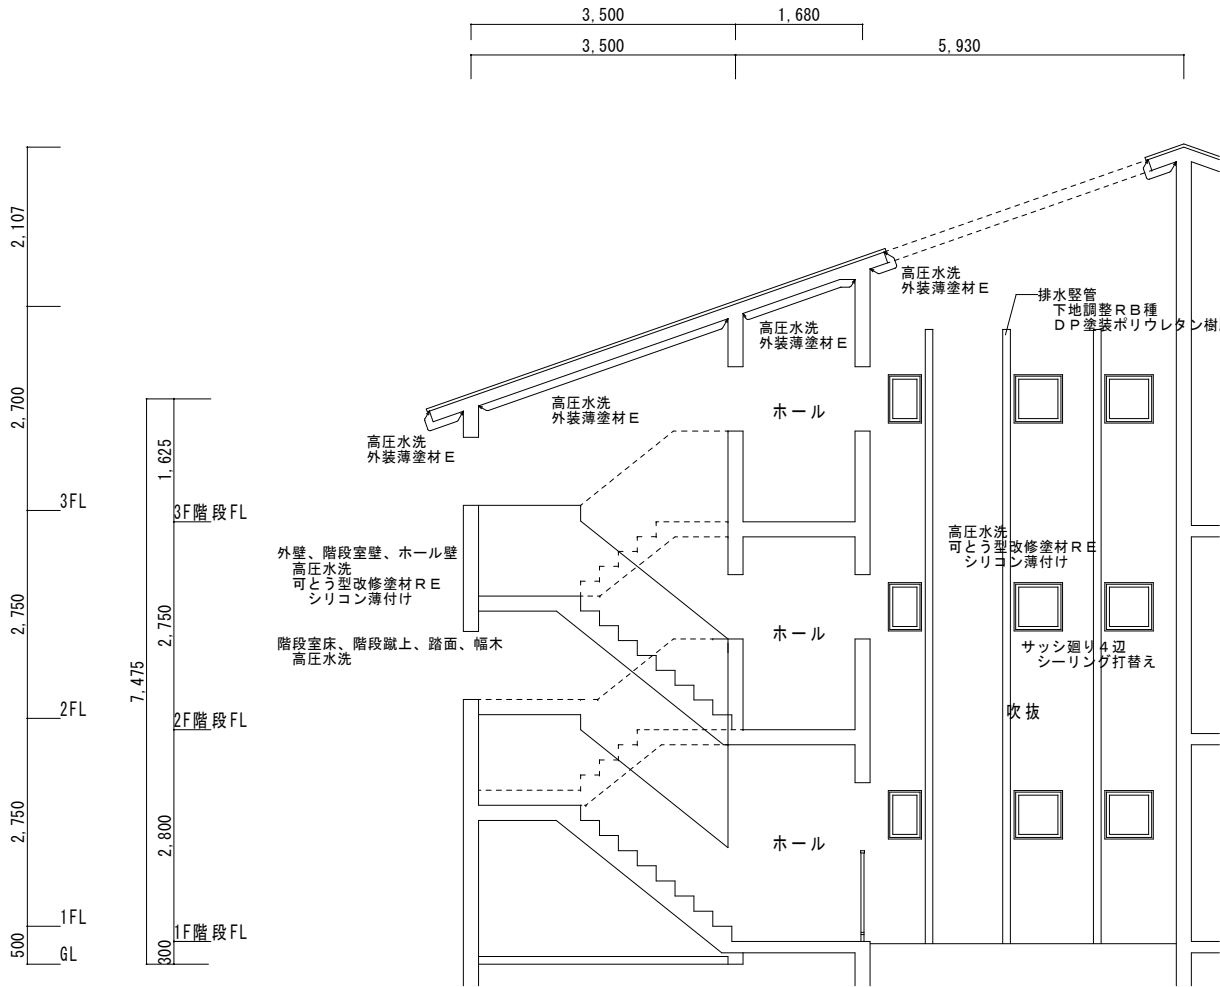 3,500
1,680
3,500
5,930
2,107
2,700
2,750
2,750
500
7,475
1,625
2,750
2,800
300
3FL
3F階段FL
2FL
2F階段FL
1FL
1F階段FL
GL
高圧水洗
外装薄塗材E
高圧水洗
外装薄塗材E
高圧水洗
外装薄塗材E
高圧水洗
外装薄塗材E
排水竪管
下地調整RB種
DP塗装ポリウレタン樹
ホール
ホール
ホール
外壁、階段室壁、ホール壁
高圧水洗
可とう型改修塗材RE
シリコン薄付け
階段室床、階段蹴上、踏面、幅木
高圧水洗
高圧水洗
可とう型改修塗材RE
シリコン薄付け
サッシ廻り4辺
シーリング打替え
吹抜